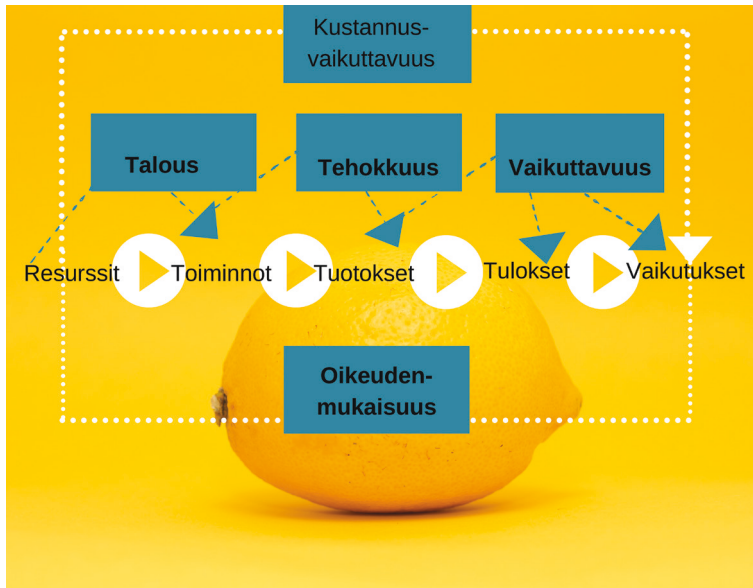 Kustannus-
vaikuttavuus
Talous
Tehokkuus
Vaikuttavuus
Resurssit
Toiminnot
Tuotokset
Tulokset
Vaikutukset
Oikeuden-
mukaisuus